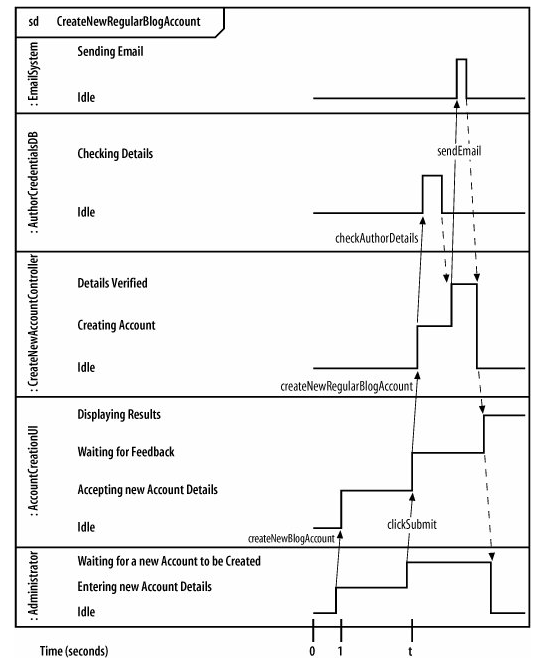 sd CreateNewRegularBlogAccount
: EmailSystem
Sending Email
Idle
: AuthorCredentialsDB
Checking Details
sendEmail
Idle
checkAuthorDetails
: CreateNewAccountController
Details Verified
Creating Account
Idle
createNewRegularBlogAccount
: AccountCreationUI
Displaying Results
Waiting for Feedback
Accepting new Account Details
Idle
clickSubmit
createNewBlogAccount
: Administrator
Waiting for a new Account to be Created
Entering new Account Details
Idle
Time (seconds) 0 1 t